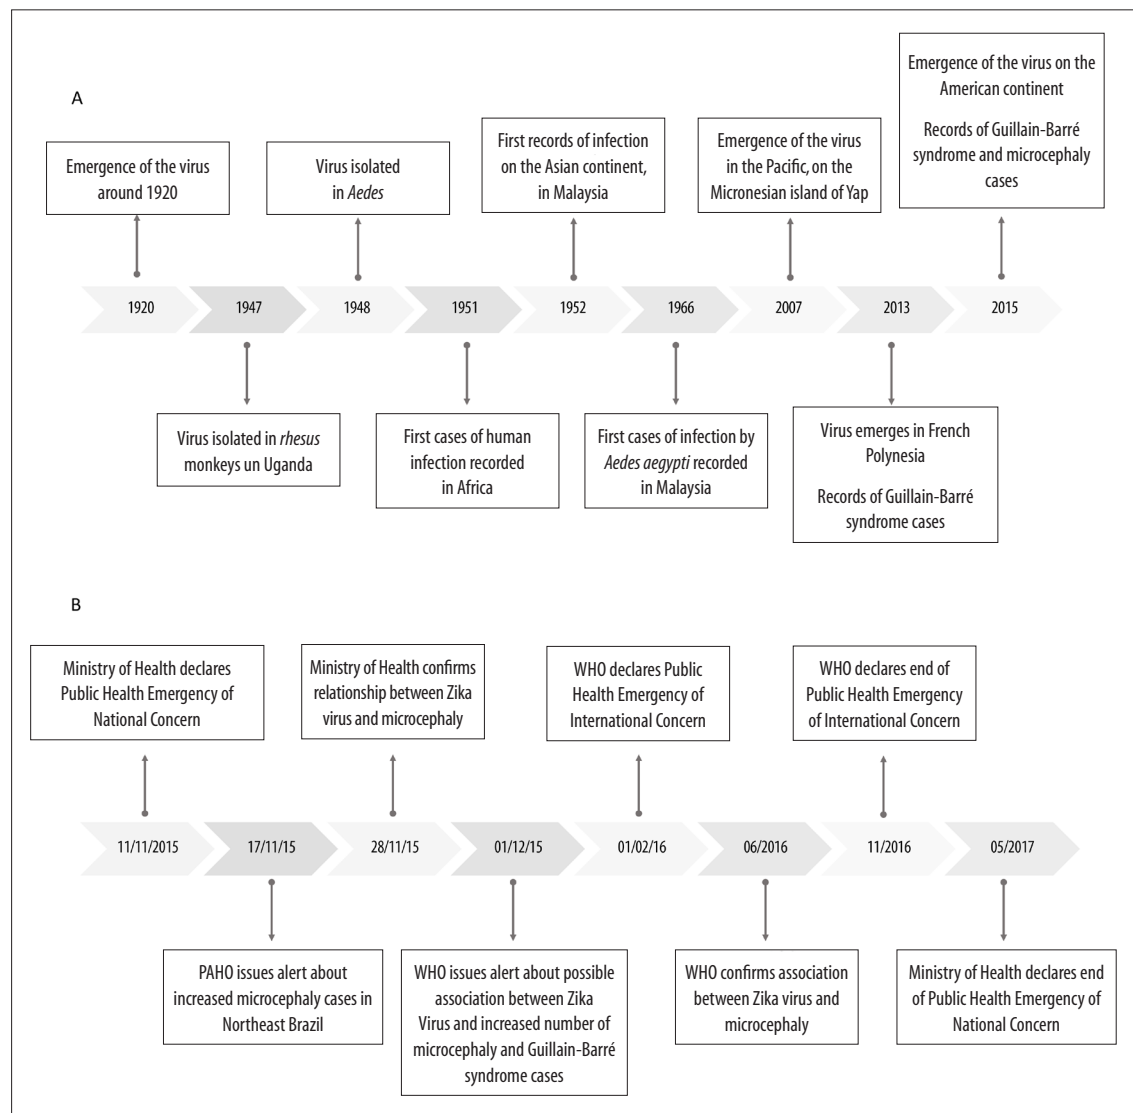 A
Emergence of the virus
around 1920
Virus isolated
in Aedes
First records of infection
on the Asian continent,
in Malaysia
Emergence of the virus
in the Pacific, on the
Micronesian island of Yap
Emergence of the virus on the
American continent
Records of Guillain-Barré
syndrome and microcephaly
cases
1920
1947
1948
1951
1952
1966
2007
2013
2015
Virus isolated in rhesus
monkeys un Uganda
First cases of human
infection recorded
in Africa
First cases of infection by
Aedes aegypti recorded
in Malaysia
Virus emerges in French
Polynesia
Records of Guillain-Barré
syndrome cases
B
Ministry of Health declares
Public Health Emergency of
National Concern
Ministry of Health confirms
relationship between Zika
virus and microcephaly
WHO declares Public
Health Emergency of
International Concern
WHO declares end of
Public Health Emergency
of International Concern
11/11/2015
17/11/15
28/11/15
01/12/15
01/02/16
06/2016
11/2016
05/2017
PAHO issues alert about
increased microcephaly cases in
Northeast Brazil
WHO issues alert about possible
association between Zika
Virus and increased number of
microcephaly and Guillain-Barré
syndrome cases
WHO confirms association
between Zika virus and
microcephaly
Ministry of Health declares end
of Public Health Emergency of
National Concern